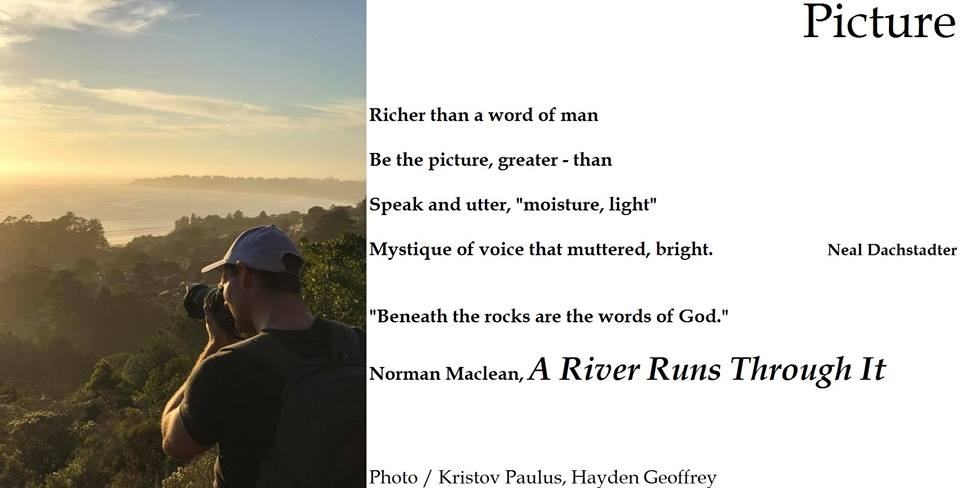 Picture
Richer than a word of man
Be the picture, greater - than
Speak and utter, "moisture, light"
Mystique of voice that muttered, bright. Neal Dachstadter
"Beneath the rocks are the words of God."
Norman Maclean, A River Runs Through It
Photo / Kristov Paulus, Hayden Geoffrey